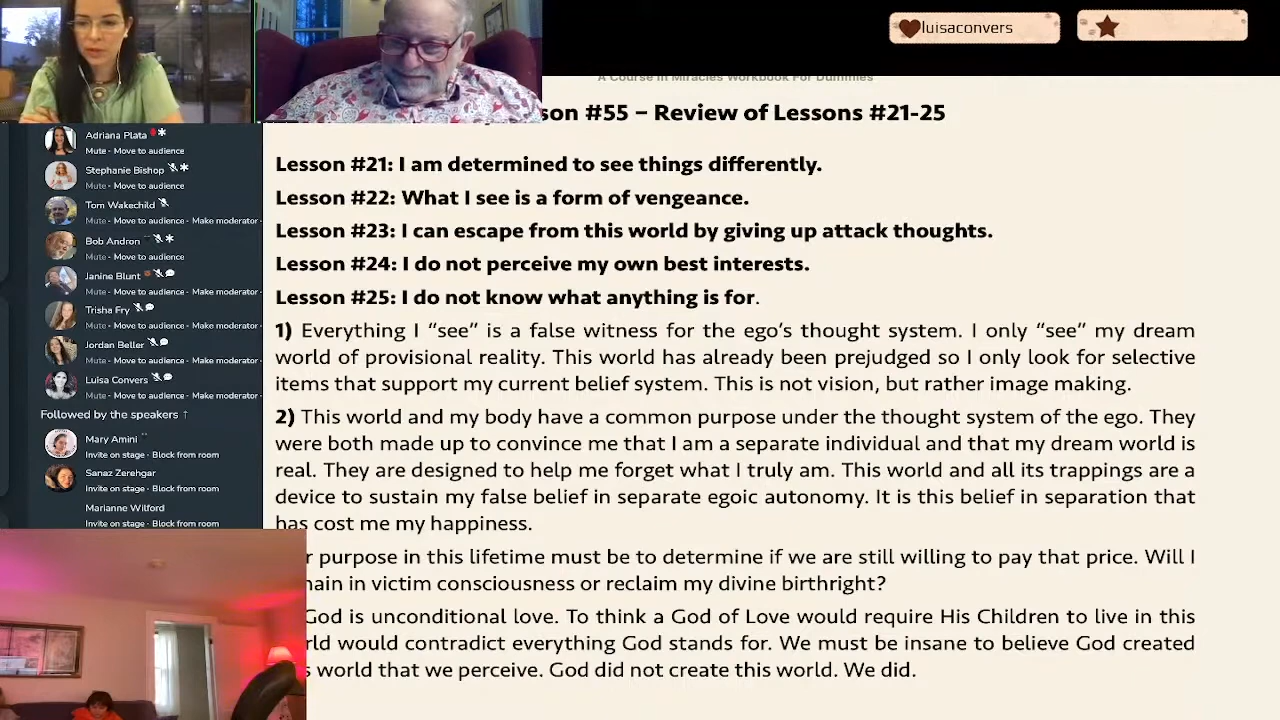 luisaconvers
A Course In Miracles Workbook For Dummies
son #55 – Review of Lessons #21-25
Lesson #21: I am determined to see things differently.
Lesson #22: What I see is a form of vengeance.
Lesson #23: I can escape from this world by giving up attack thoughts.
Lesson #24: I do not perceive my own best interests.
Lesson #25: I do not know what anything is for.
1) Everything I “see” is a false witness for the ego’s thought system. I only “see” my dream
world of provisional reality. This world has already been prejudged so I only look for selective
items that support my current belief system. This is not vision, but rather image making.
2) This world and my body have a common purpose under the thought system of the ego. They
were both made up to convince me that I am a separate individual and that my dream world is
real. They are designed to help me forget what I truly am. This world and all its trappings are a
device to sustain my false belief in separate egoic autonomy. It is this belief in separation that
has cost me my happiness.
r purpose in this lifetime must be to determine if we are still willing to pay that price. Will I
main in victim consciousness or reclaim my divine birthright?
God is unconditional love. To think a God of Love would require His Children to live in this
rld would contradict everything God stands for. We must be insane to believe God created
s world that we perceive. God did not create this world. We did.
Adriana Plata
Mute - Move to audience
Stephanie Bishop
Mute - Move to audience
Tom Wakechild
Mute - Move to audience - Make moderator -
Bob Andron
Mute - Move to audience
Janine Blunt
Mute - Move to audience - Make moderator -
Trisha Fry
Mute - Move to audience - Make moderator -
Jordan Beller
Mute - Move to audience - Make moderator -
Luisa Convers
Mute - Move to audience - Make moderator -
Followed by the speakers ↑
Mary Amini
Invite on stage - Block from room
Sanaz Zerehgar
Invite on stage - Block from room
Marianne Wilford
Invite on stage - Block from room